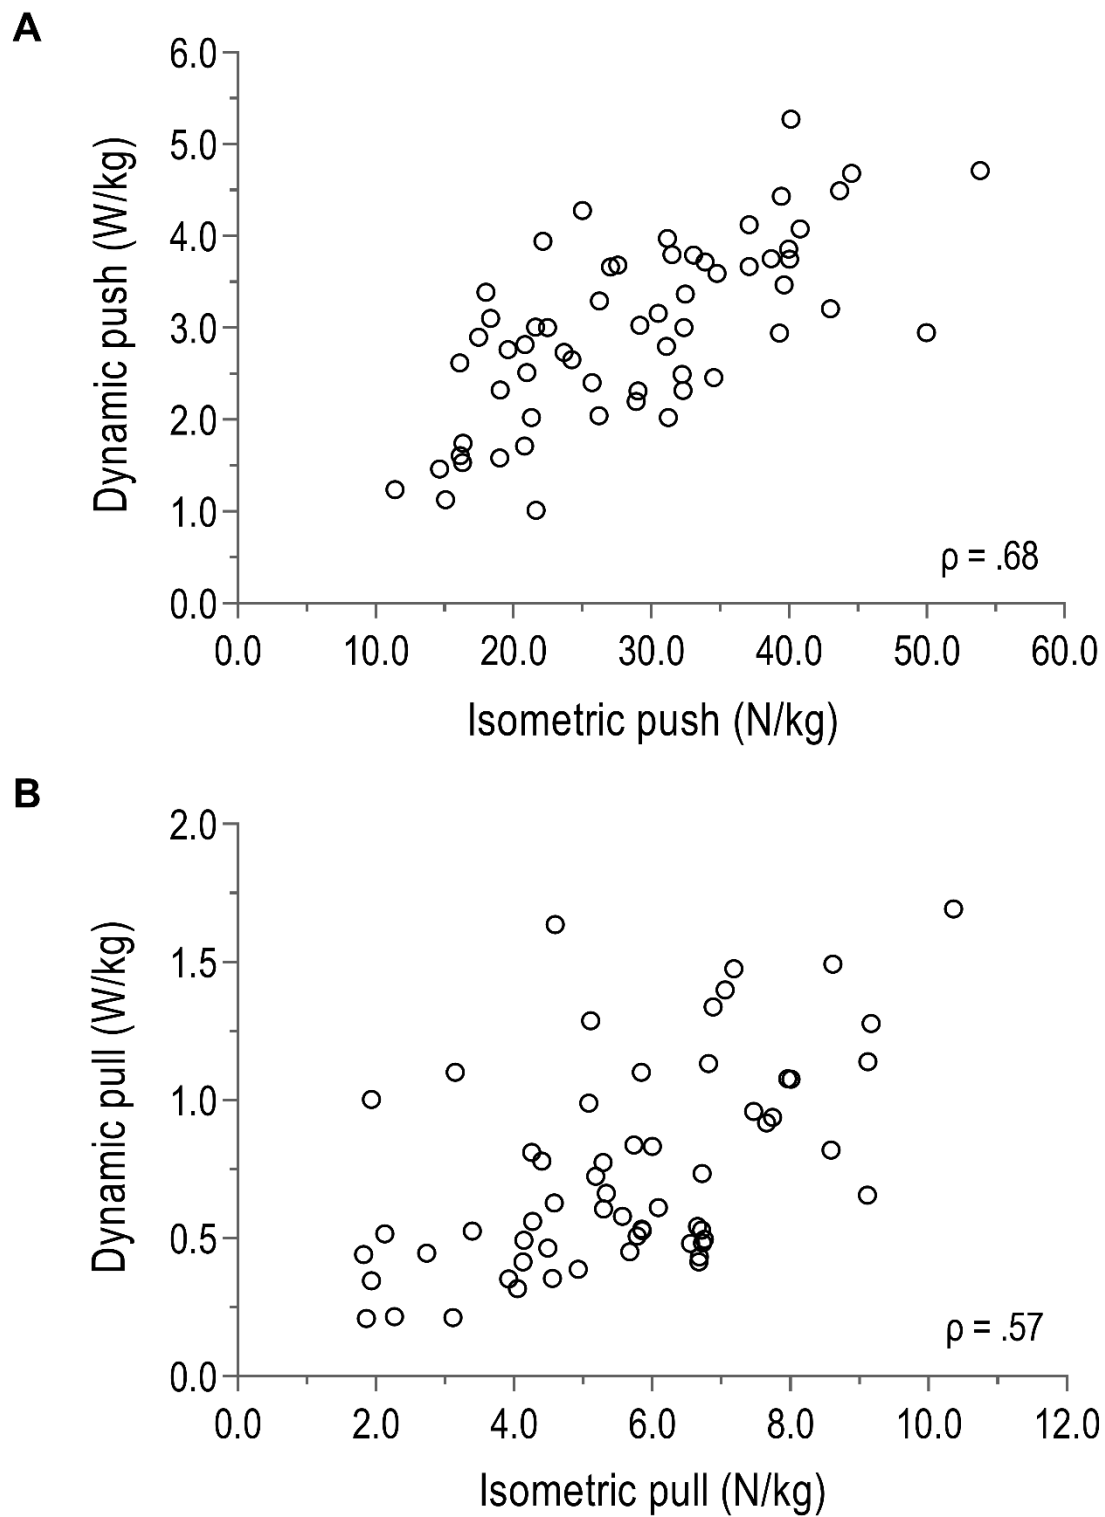 A
6.0
5.0
4.0
3.0
2.0
1.0
0.0
Dynamic push (W/kg)
ρ = .68
0.0 10.0 20.0 30.0 40.0 50.0 60.0
Isometric push (N/kg)
B
2.0
1.5
1.0
0.5
0.0
Dynamic pull (W/kg)
ρ = .57
0.0 2.0 4.0 6.0 8.0 10.0 12.0
Isometric pull (N/kg)